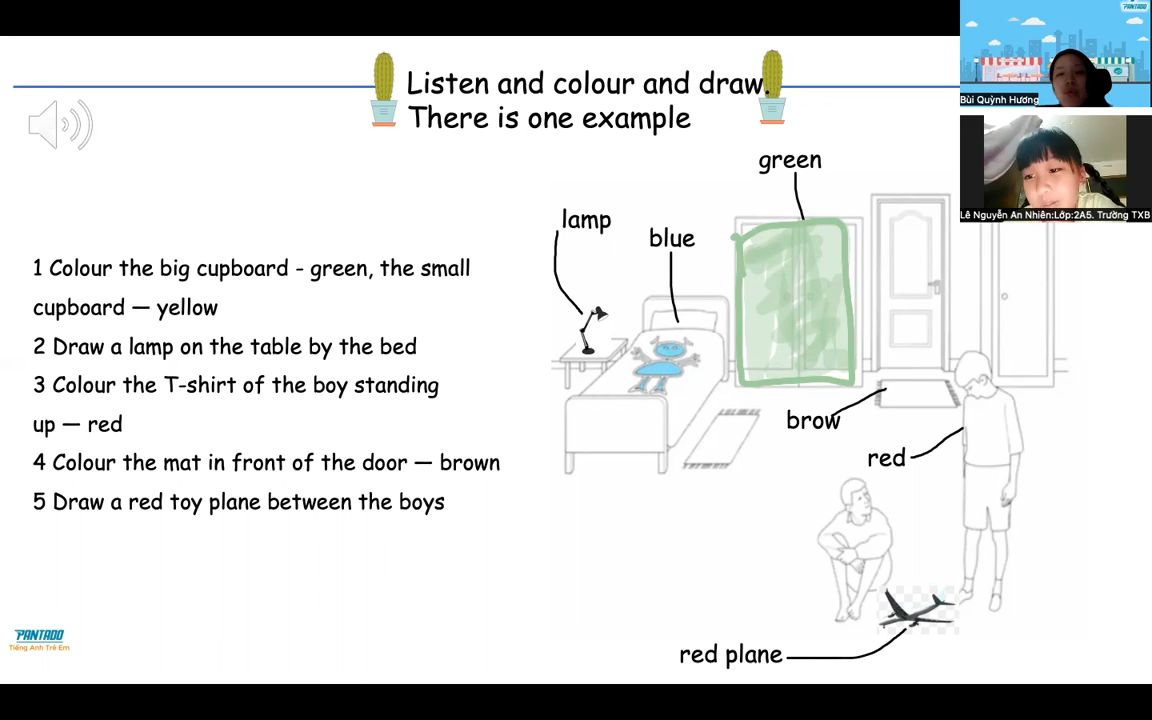 PANTADO
Bùi Quỳnh Hương
Lê Nguyễn An Nhiên:Lớp:2A5. Trường TXB
Listen and colour and draw.
There is one example
green
lamp
blue
brow
red
red plane
1 Colour the big cupboard - green, the small
cupboard — yellow
2 Draw a lamp on the table by the bed
3 Colour the T-shirt of the boy standing
up — red
4 Colour the mat in front of the door — brown
5 Draw a red toy plane between the boys
PANTADO
Tiếng Anh Trẻ Em